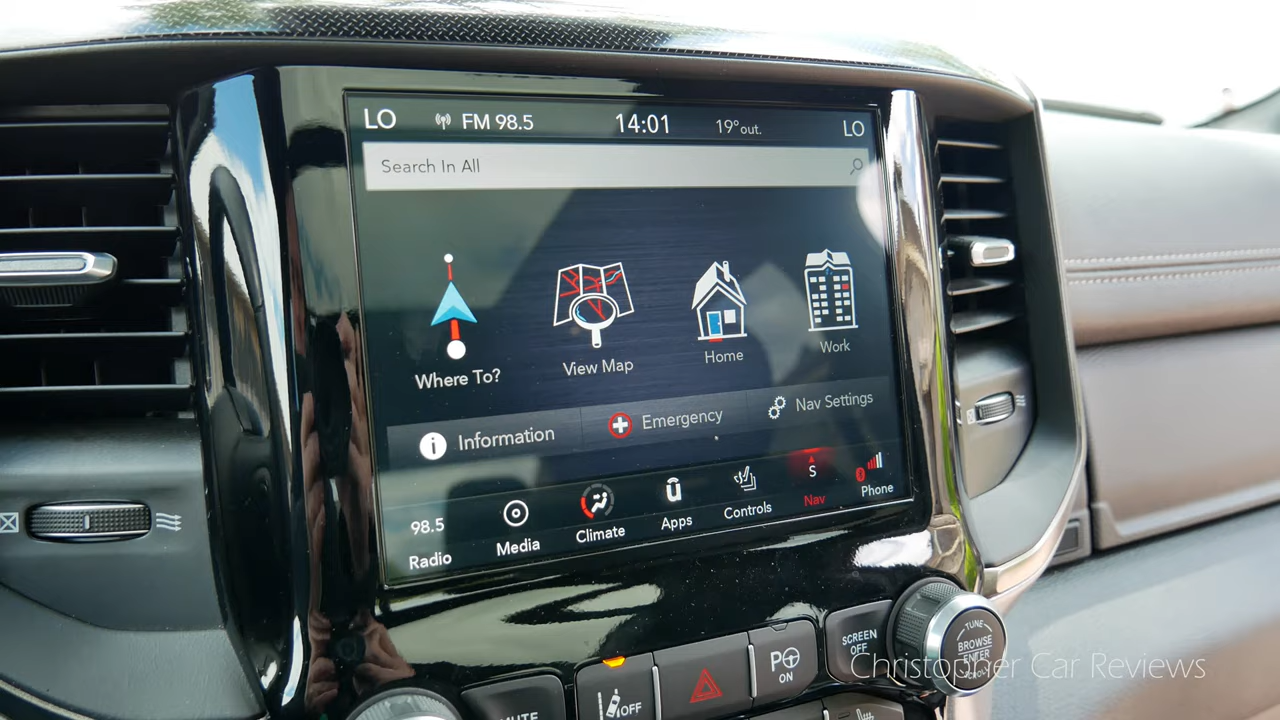 LO FM 98.5 14:01 19° out. LO
Search In All
Where To? View Map Home Work
i Information Emergency Nav Settings
98.5 S
Radio Media Climate Apps Controls Nav Phone
TUNE
SCREEN OFF
BROWSE
ENTER
P ON
OFF
MUTE
Christopher Car Reviews